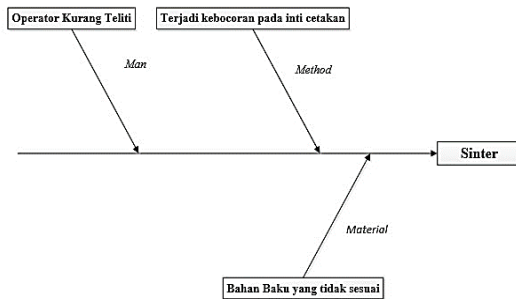 Operator Kurang Teliti
Terjadi kebocoran pada inti cetakan
Man
Method
Sinter
Material
Bahan Baku yang tidak sesuai